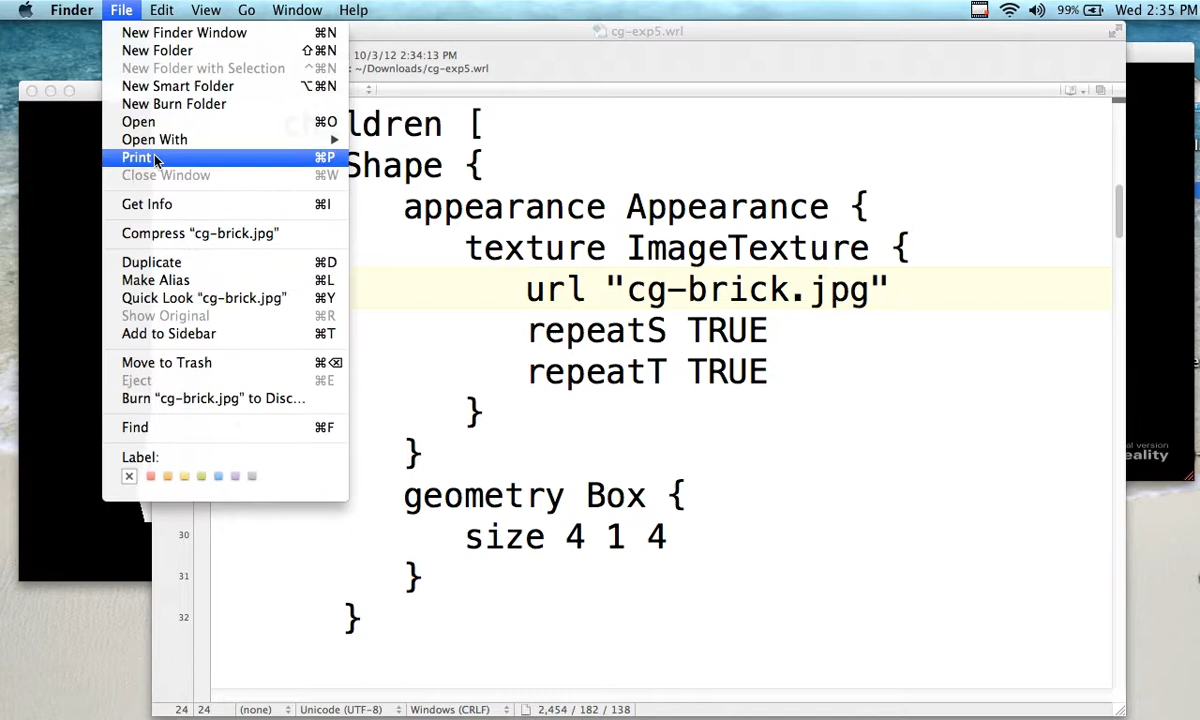 Finder File Edit View Go Window Help 99% Wed 2:35 PM
New Finder Window ⌘N
New Folder ⇧⌘N
New Folder with Selection ^⌘N
New Smart Folder ⌥⌘N
New Burn Folder
Open ⌘O
Open With ▶
Print ⌘P
Close Window ⌘W
Get Info ⌘I
Compress “cg-brick.jpg”
Duplicate ⌘D
Make Alias ⌘L
Quick Look “cg-brick.jpg” ⌘Y
Show Original ⌘R
Add to Sidebar ⌘T
Move to Trash ⌘⌫
Eject ⌘E
Burn “cg-brick.jpg” to Disc...
Find ⌘F
Label:
cg-exp5.wrl
10/3/12 2:34:13 PM
: ~/Downloads/cg-exp5.wrl
children [
Shape {
appearance Appearance {
texture ImageTexture {
url "cg-brick.jpg"
repeatS TRUE
repeatT TRUE
}
}
geometry Box {
30 size 4 1 4
31 }
32 }
24 24 (none) Unicode (UTF-8) Windows (CRLF) 2,454 / 182 / 138
al version
eality